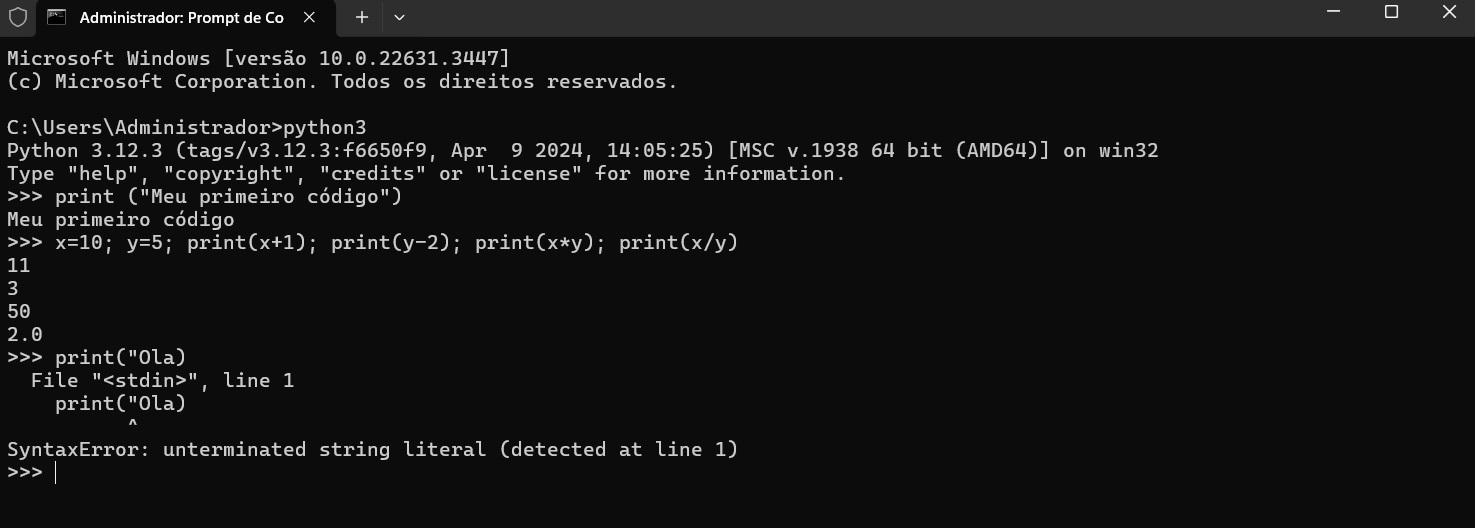 Administrador: Prompt de Co
Microsoft Windows [versão 10.0.22631.3447]
(c) Microsoft Corporation. Todos os direitos reservados.
C:\Users\Administrador>python3
Python 3.12.3 (tags/v3.12.3:f6650f9, Apr  9 2024, 14:05:25) [MSC v.1938 64 bit (AMD64)] on win32
Type "help", "copyright", "credits" or "license" for more information.
>>> print ("Meu primeiro código")
Meu primeiro código
>>> x=10; y=5; print(x+1); print(y-2); print(x*y); print(x/y)
11
3
50
2.0
>>> print("Ola)
  File "<stdin>", line 1
    print("Ola)
          ^
SyntaxError: unterminated string literal (detected at line 1)
>>>